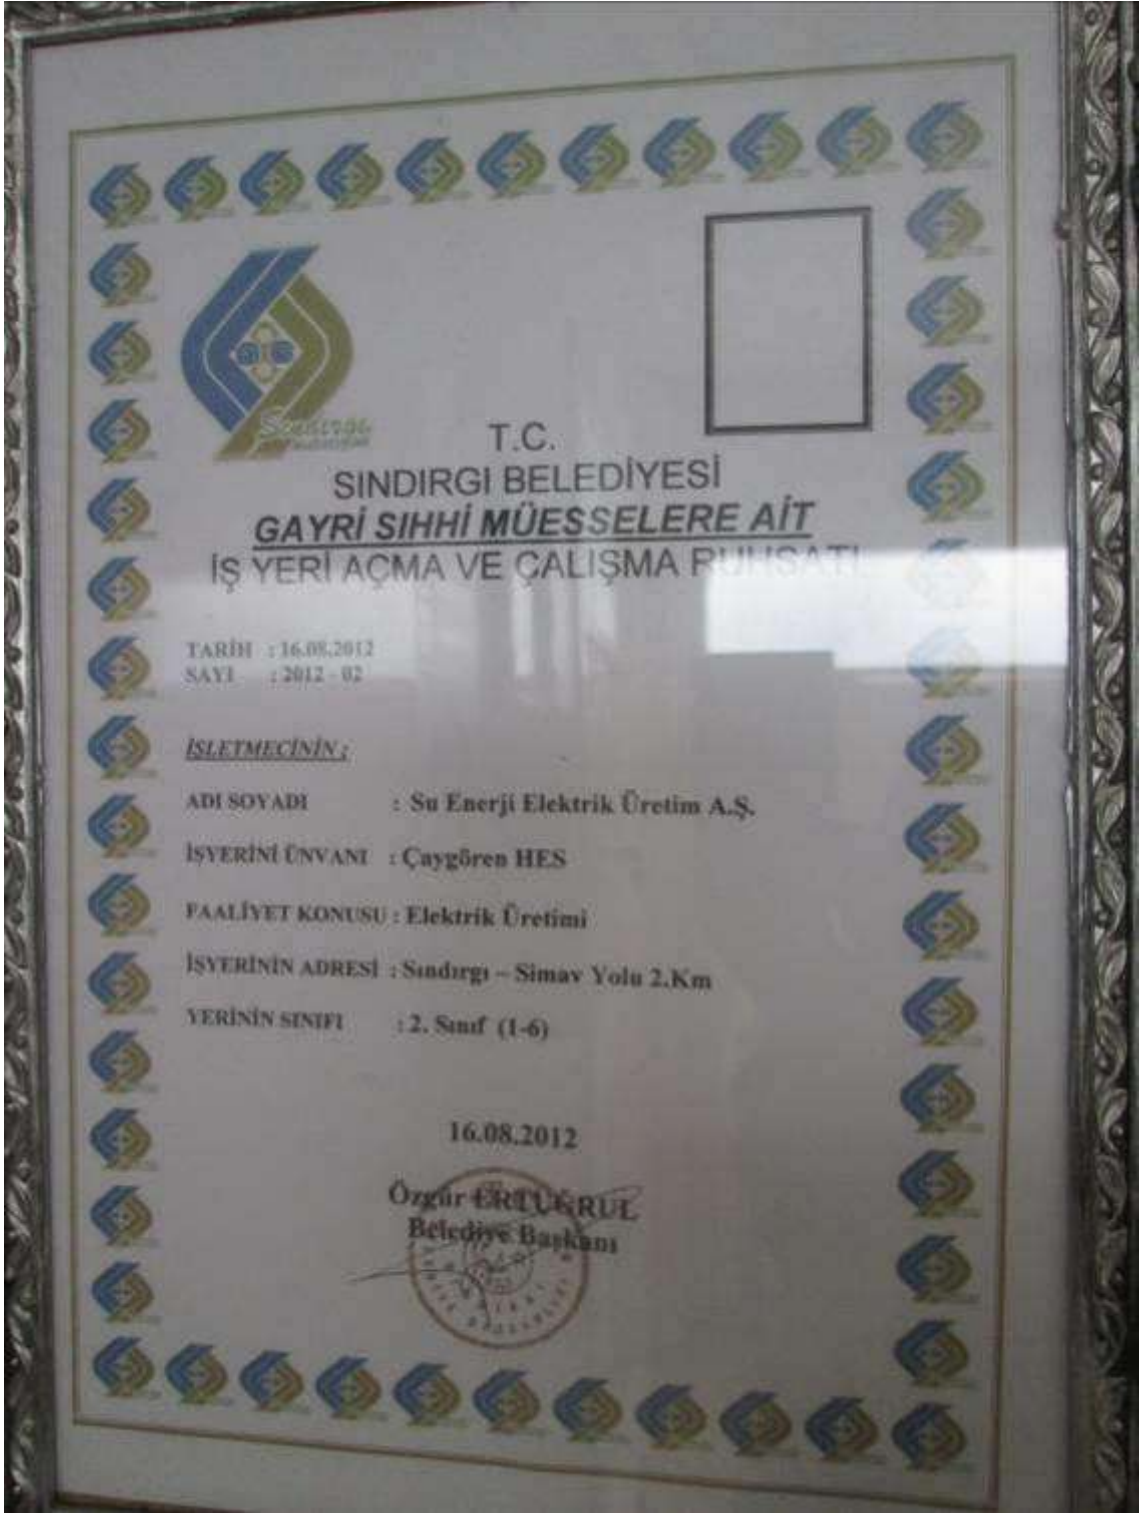 Sındırgı
T.C.
SINDIRGI BELEDİYESİ
GAYRİ SIHHİ MÜESSELERE AİT
İŞ YERİ AÇMA VE ÇALIŞMA RUHSATI
TARİH : 16.08.2012
SAYI : 2012 - 02
İŞLETMECİNİN ;
ADI SOYADI : Su Enerji Elektrik Üretim A.Ş.
İŞYERİNİ ÜNVANI : Çaygören HES
FAALİYET KONUSU : Elektrik Üretimi
İŞYERİNİN ADRESİ : Sındırgı – Simav Yolu 2.Km
YERİNİN SINIFI : 2. Sınıf (1-6)
16.08.2012
Özgür ERTUĞRUL
Belediye Başkanı